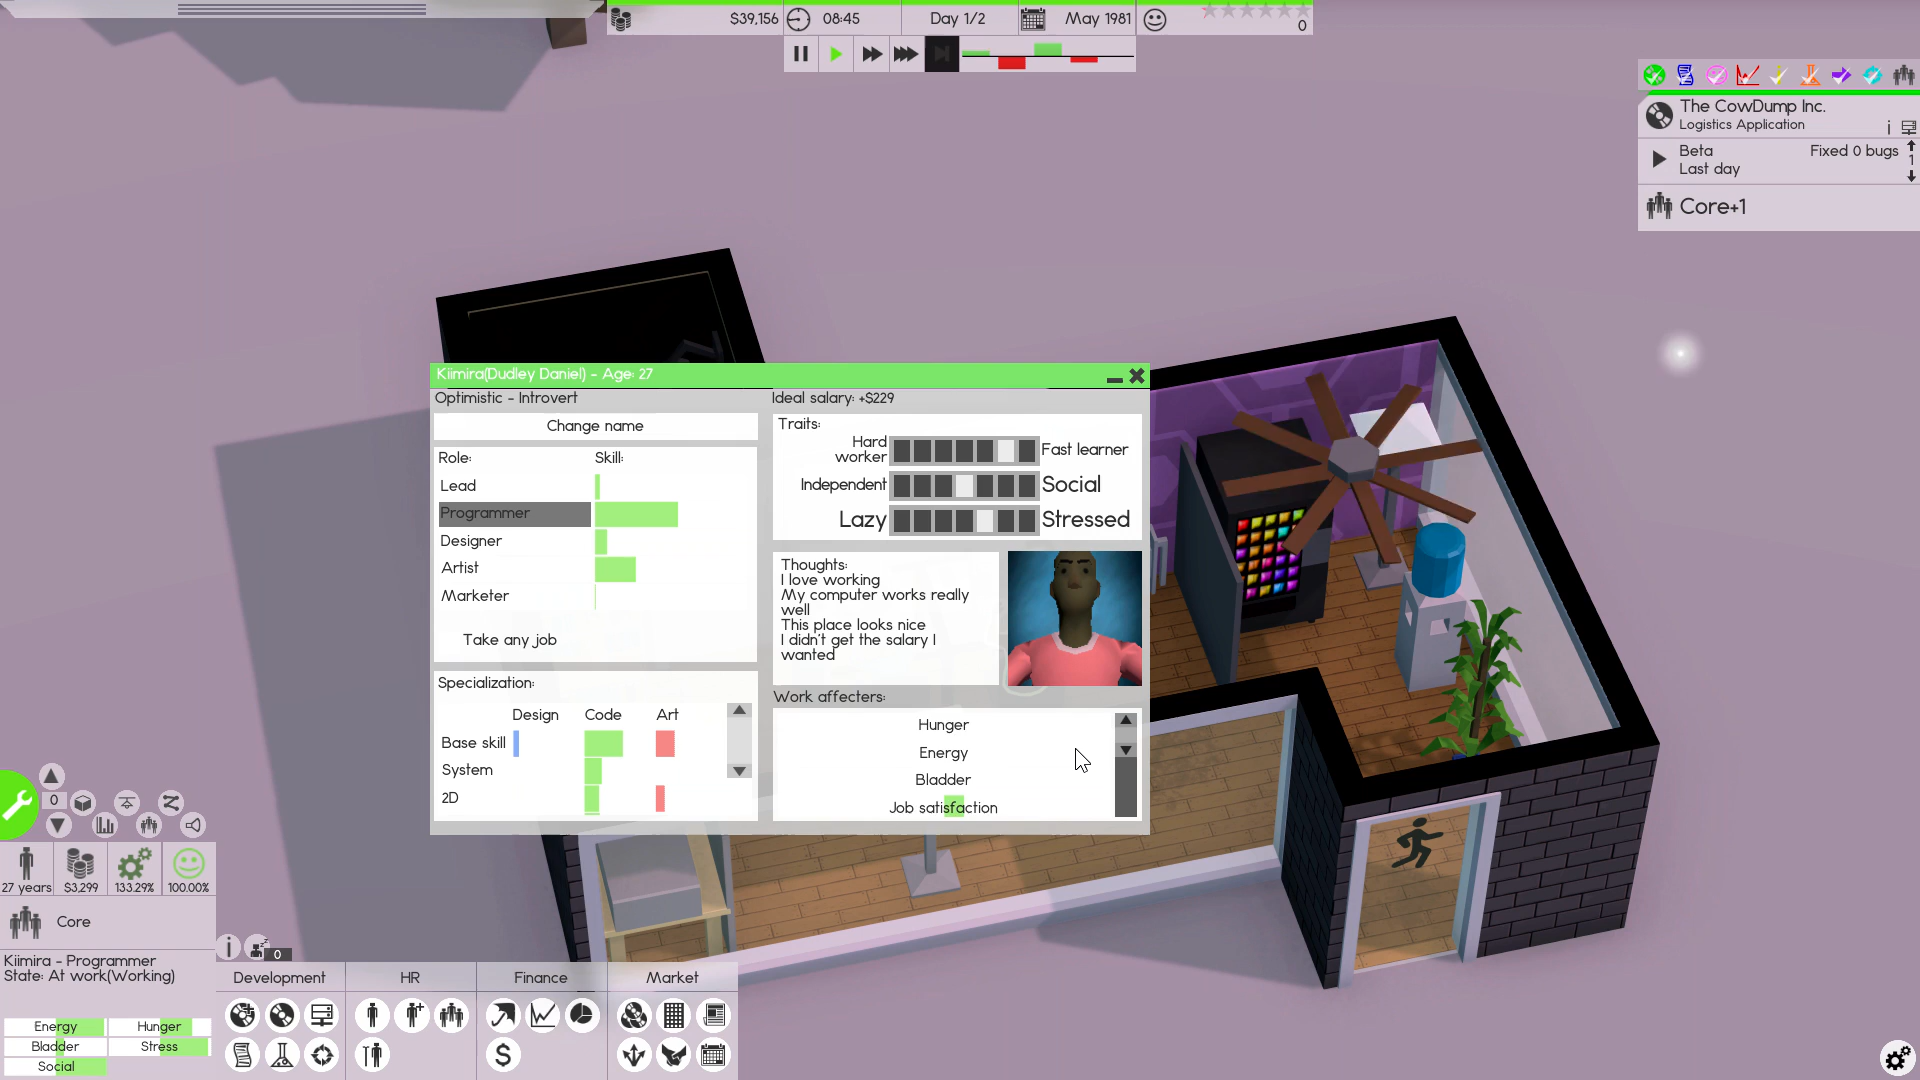 $39,156
08:45
Day 1/2
May 1981
0
The CowDump Inc.
Logistics Application
i
Beta
Fixed 0 bugs
1
Last day
Core+1
Kiimira(Dudley Daniel) - Age: 27
Optimistic - Introvert
Ideal salary: +$229
Change name
Traits:
Hard worker
Fast learner
Independent
Social
Lazy
Stressed
Role:
Skill:
Lead
Programmer
Designer
Artist
Marketer
Take any job
Thoughts:
I love working
My computer works really
well
This place looks nice
I didn't get the salary I
wanted
Specialization:
Design
Code
Art
Base skill
System
2D
Work affecters:
Hunger
Energy
Bladder
Job satisfaction
0
27 years
$3,299
133.29%
100.00%
Core
Kiimira - Programmer
State: At work(Working)
Energy
Hunger
Bladder
Stress
Social
i
0
Development
HR
Finance
Market
$